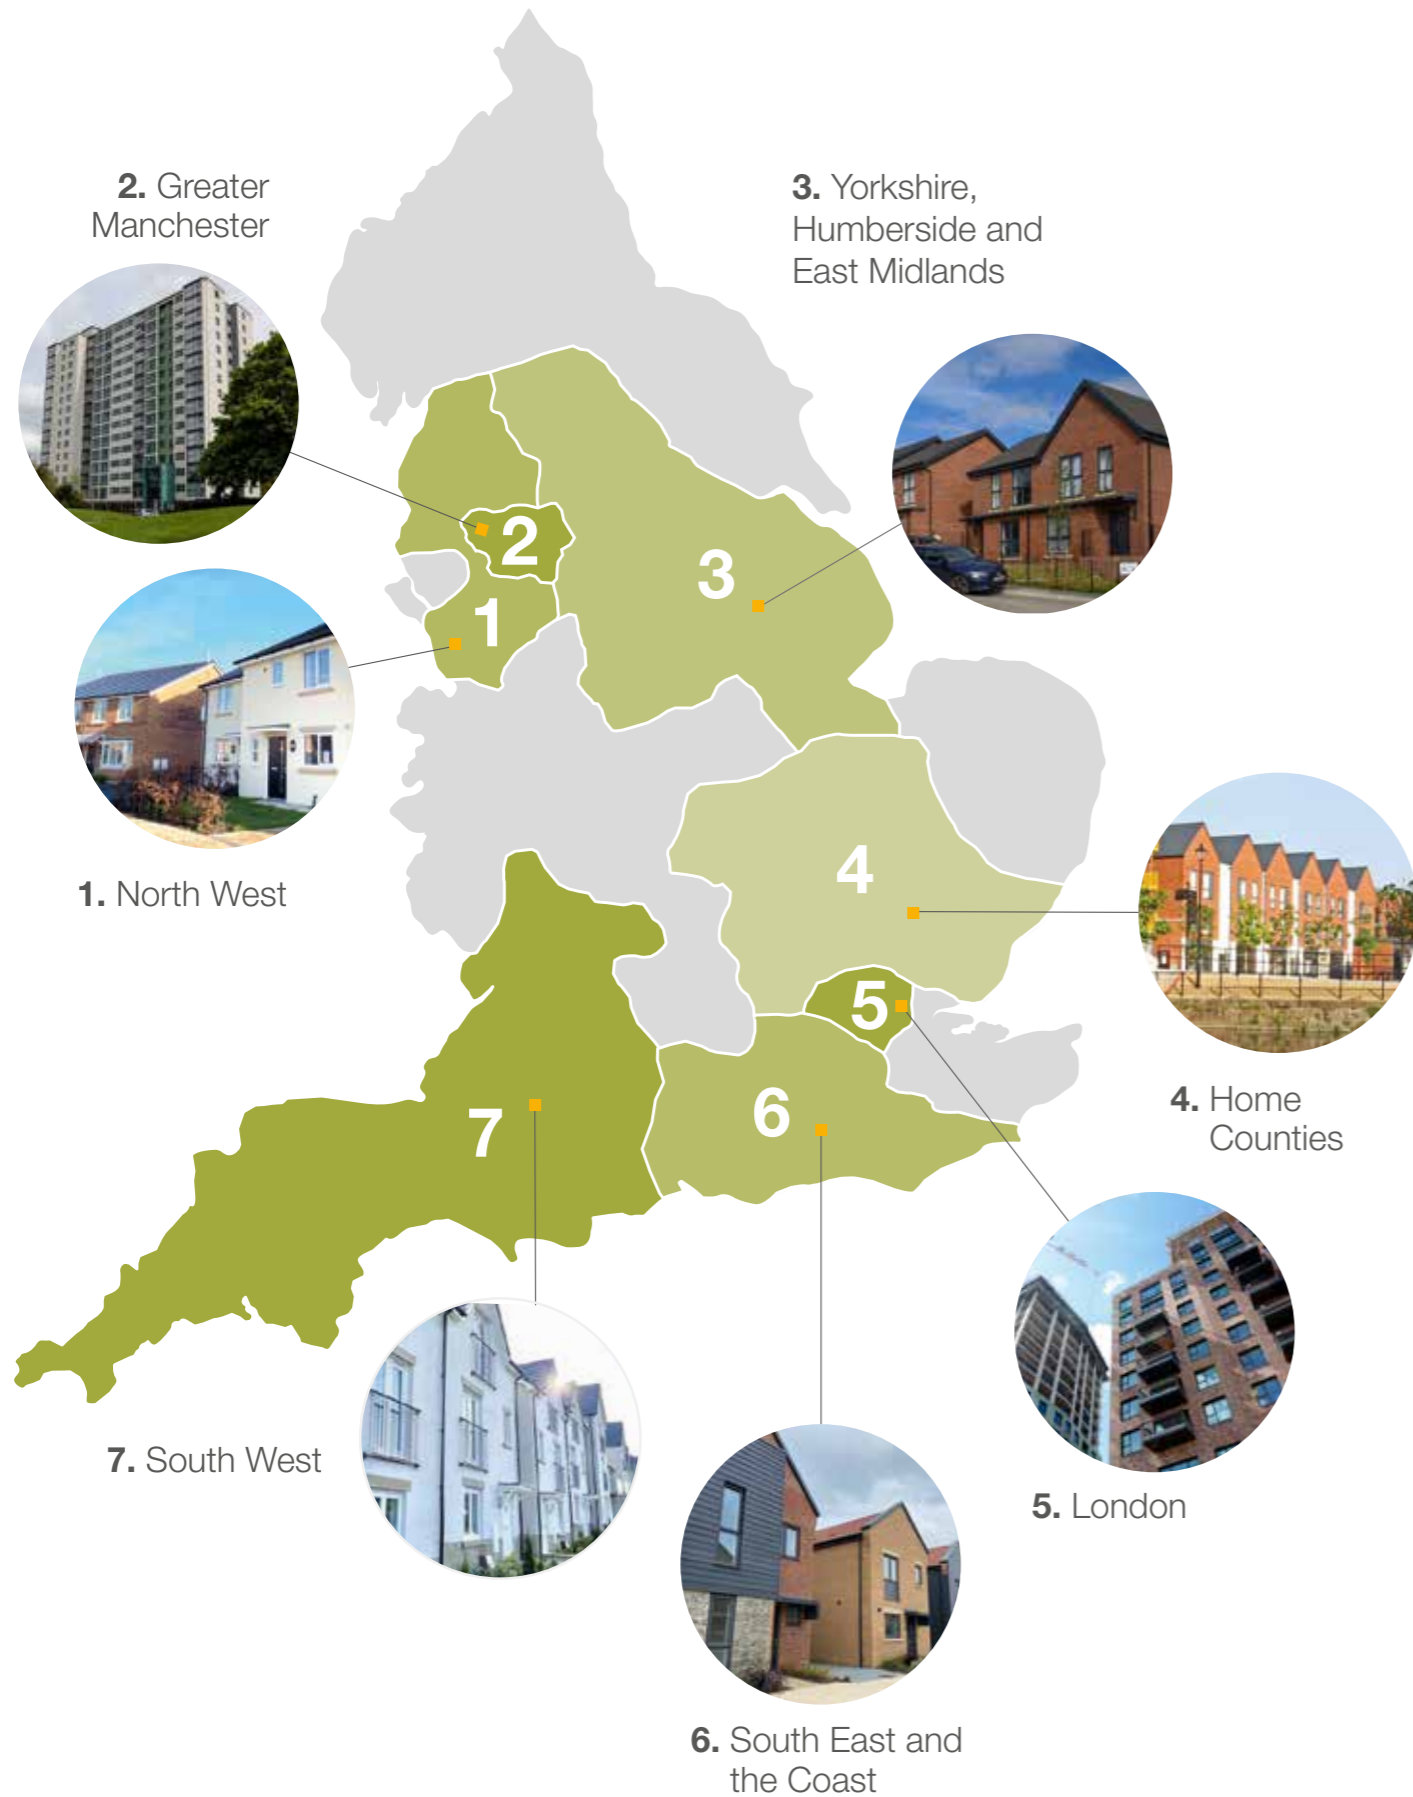 2. Greater
Manchester
3. Yorkshire,
Humberside and
East Midlands
2
3
1
1. North West
4
5
4. Home
Counties
6
7
7. South West
5. London
6. South East and
the Coast